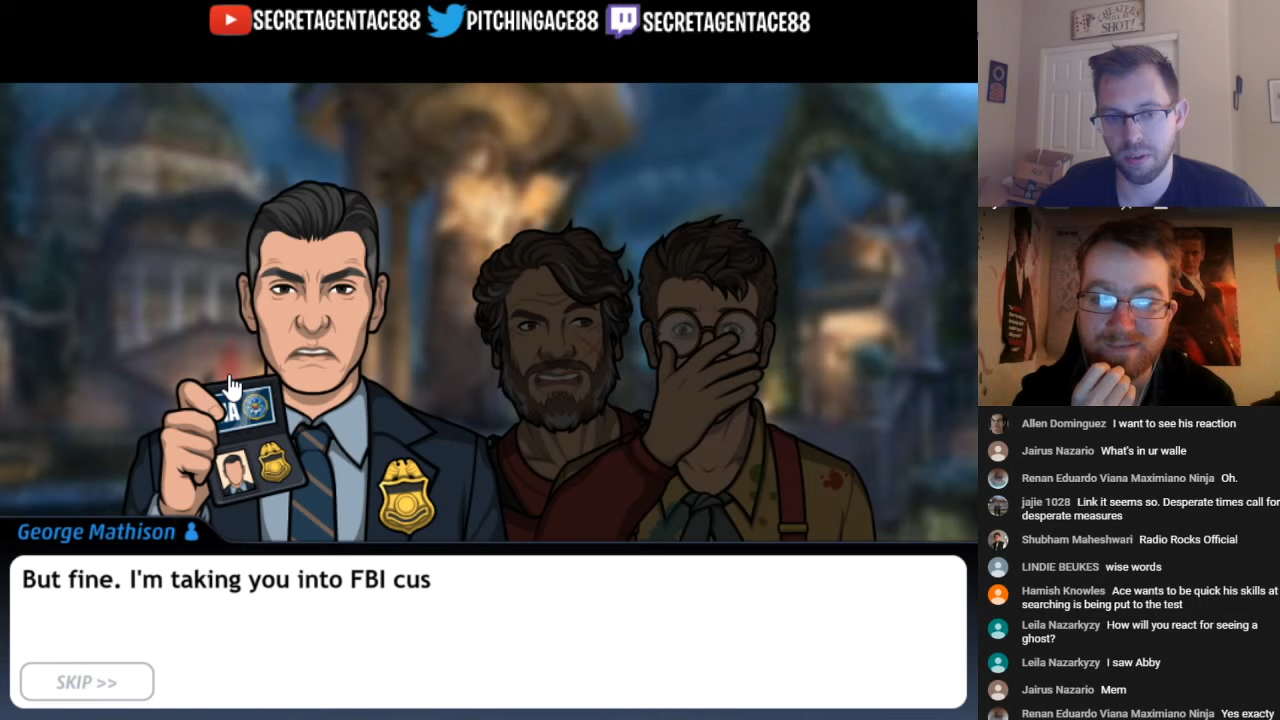 SECRETAGENTACE88 PITCHINGACE88 SECRETAGENTACE88
CHEATERS
SHOT!
George Mathison
But fine. I'm taking you into FBI cus
SKIP >>
Allen Dominguez I want to see his reaction
Jairus Nazario What's in ur walle
Renan Eduardo Viana Maximiano Ninja Oh.
jajie 1028 Link it seems so. Desperate times call for
desperate measures
Shubham Maheshwari Radio Rocks Official
LINDIE BEUKES wise words
Hamish Knowles Ace wants to be quick his skills at
searching is being put to the test
Leila Nazarkyzy How will you react for seeing a
ghost?
Leila Nazarkyzy I saw Abby
Jairus Nazario Mem
Renan Eduardo Viana Maximiano Ninja Yes exacty